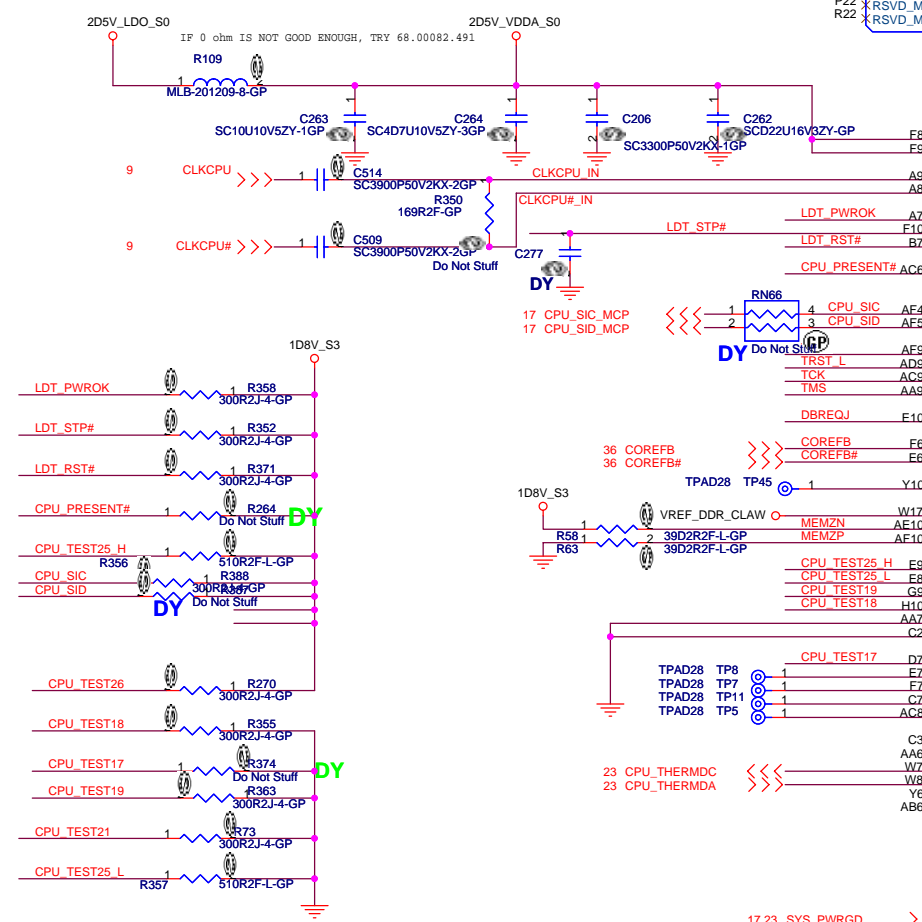 P22 RSVD_M
R22 RSVD_M
2D5V_LDO_S0
2D5V_VDDA_S0
IF 0 ohm IS NOT GOOD ENOUGH, TRY 68.00082.491
R109
1
MLB-201209-8-GP
1 1 1 1
C263
SC10U10V5ZY-1GP
C264
SC4D7U10V5ZY-3GP
C206
2
SC3300P50V2KX-1GP
C262
2
SCD22U16V3ZY-GP
F8
F9
9 CLKCPU
1
C514
SC3900P50V2KX-2GP
CLKCPU_IN
A9
A8
R350
169R2F-GP
CLKCPU#_IN
LDT_PWROK A7
LDT_STP# F10
9 CLKCPU#
1
C509
SC3900P50V2KX-2GP
Do Not Stuff
C277
1
DY
LDT_RST# B7
CPU_PRESENT# AC6
RN66
17 CPU_SIC_MCP
17 CPU_SID_MCP
1 4 CPU_SIC AF4
2 3 CPU_SID AF5
DY Do Not Stuff
GP
AF9
TRST_L AD9
TCK AC9
TMS AA9
DBREQJ E10
36 COREFB
36 COREFB#
COREFB F6
COREFB# E6
TPAD28 TP45 1 Y10
1D8V_S3
LDT_PWROK
1 R358
300R2J-4-GP
LDT_STP#
1 R352
300R2J-4-GP
LDT_RST#
1 R371
300R2J-4-GP
CPU_PRESENT#
1
R264
Do Not Stuff
DY
CPU_TEST25_H
1
R356
510R2F-L-GP
CPU_SIC
1 R388
300R2J-4-GP
CPU_SID
1 R387
Do Not Stuff
DY
1D8V_S3
VREF_DDR_CLAW W17
R58
1 2
39D2R2F-L-GP
MEMZN AE10
R63
1 2
39D2R2F-L-GP
MEMZP AF10
CPU_TEST25_H E9
CPU_TEST25_L E8
CPU_TEST19 G9
CPU_TEST18 H10
AA7
C2
CPU_TEST17 D7
TPAD28 TP8 1 E7
TPAD28 TP7 1 F7
TPAD28 TP11 1 C7
TPAD28 TP5 1 AC8
C3
AA6
23 CPU_THERMDC W7
23 CPU_THERMDA W8
Y6
AB6
CPU_TEST26
1 R270
300R2J-4-GP
CPU_TEST18
1 R355
300R2J-4-GP
CPU_TEST17
1
R374
Do Not Stuff
DY
CPU_TEST19
1 R363
300R2J-4-GP
CPU_TEST21
1
R73
300R2J-4-GP
CPU_TEST25_L
1
R357
510R2F-L-GP
17,23 SYS_PWRGD